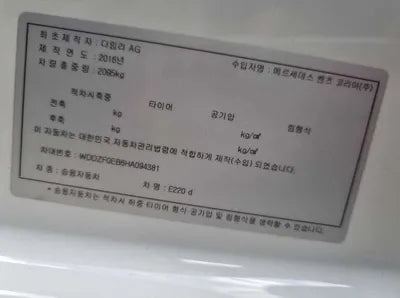 최초제작자 : 다임러 AG
수입자명 : 메르세데스 벤츠 코리아(주)
제작연도 : 2016년
차량총중량 : 2095kg
적차시축중 타이어 공기압 림형식
전축 kg kg/㎠
후축 kg kg/㎠
이 자동차는 대한민국 자동차관리법령에 적합하게 제작(수입) 되었습니다.
차대번호 : WDDZF0EB6HA094381
차종 : 승용자동차 차명 : E220 d
* 승용자동차는 적차시 하중 타이어 형식 공기압 및 림형식을 생략할 수 있습니다.